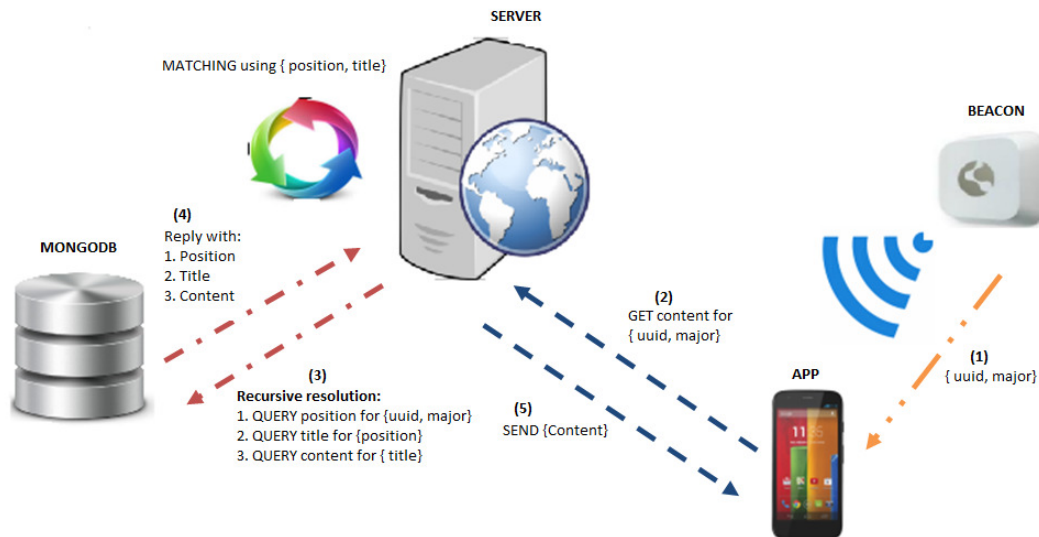 SERVER
MATCHING using { position, title}
BEACON
(4)
Reply with:
1. Position
2. Title
3. Content
MONGODB
(2)
GET content for
{ uuid, major}
(1)
{ uuid, major}
APP
(3)
Recursive resolution:
1. QUERY position for {uuid, major}
2. QUERY title for {position}
3. QUERY content for { title}
(5)
SEND {Content}